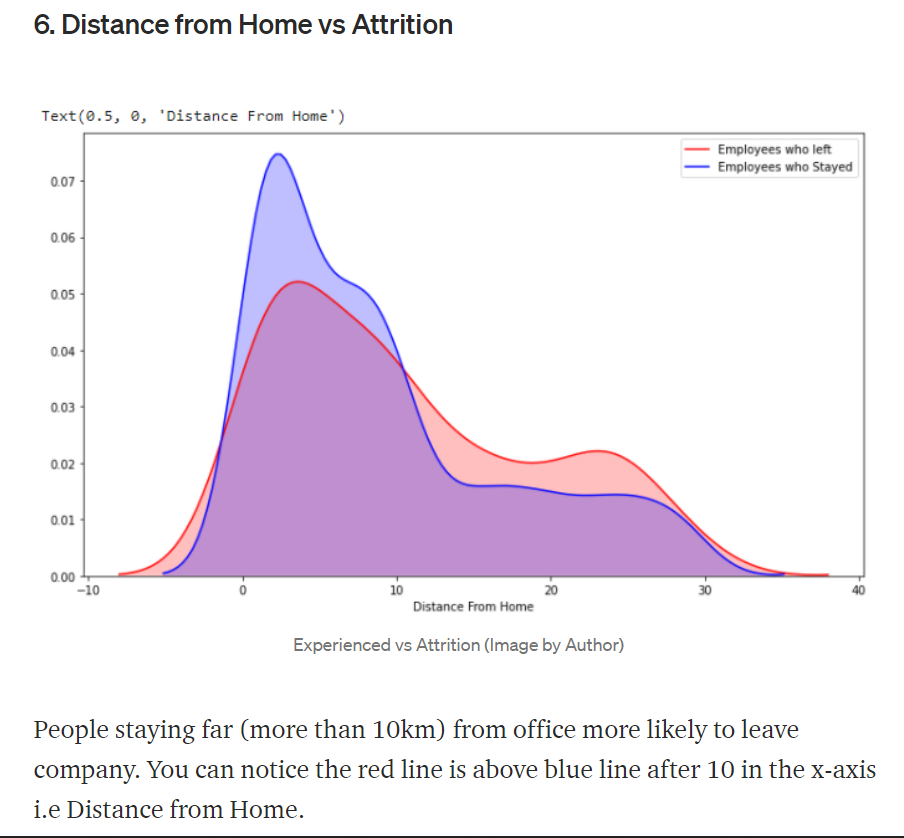 6. Distance from Home vs Attrition
Text(0.5, 0, 'Distance From Home')
Employees who left
Employees who Stayed
0.07
0.06
0.05
0.04
0.03
0.02
0.01
0.00
−10
0
10
20
30
40
Distance From Home
Experienced vs Attrition (Image by Author)
People staying far (more than 10km) from office more likely to leave
company. You can notice the red line is above blue line after 10 in the x-axis
i.e Distance from Home.